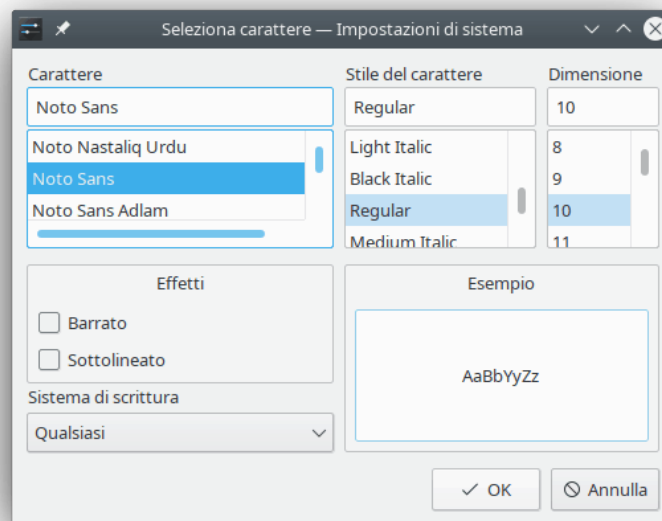 Seleziona carattere — Impostazioni di sistema
Carattere
Stile del carattere
Dimensione
Noto Sans
Regular
10
Noto Nastaliq Urdu
Noto Sans
Noto Sans Adlam
Light Italic
Black Italic
Regular
Medium Italic
8
9
10
11
Effetti
Barrato
Sottolineato
Sistema di scrittura
Qualsiasi
Esempio
AaBbYyZz
OK
Annulla